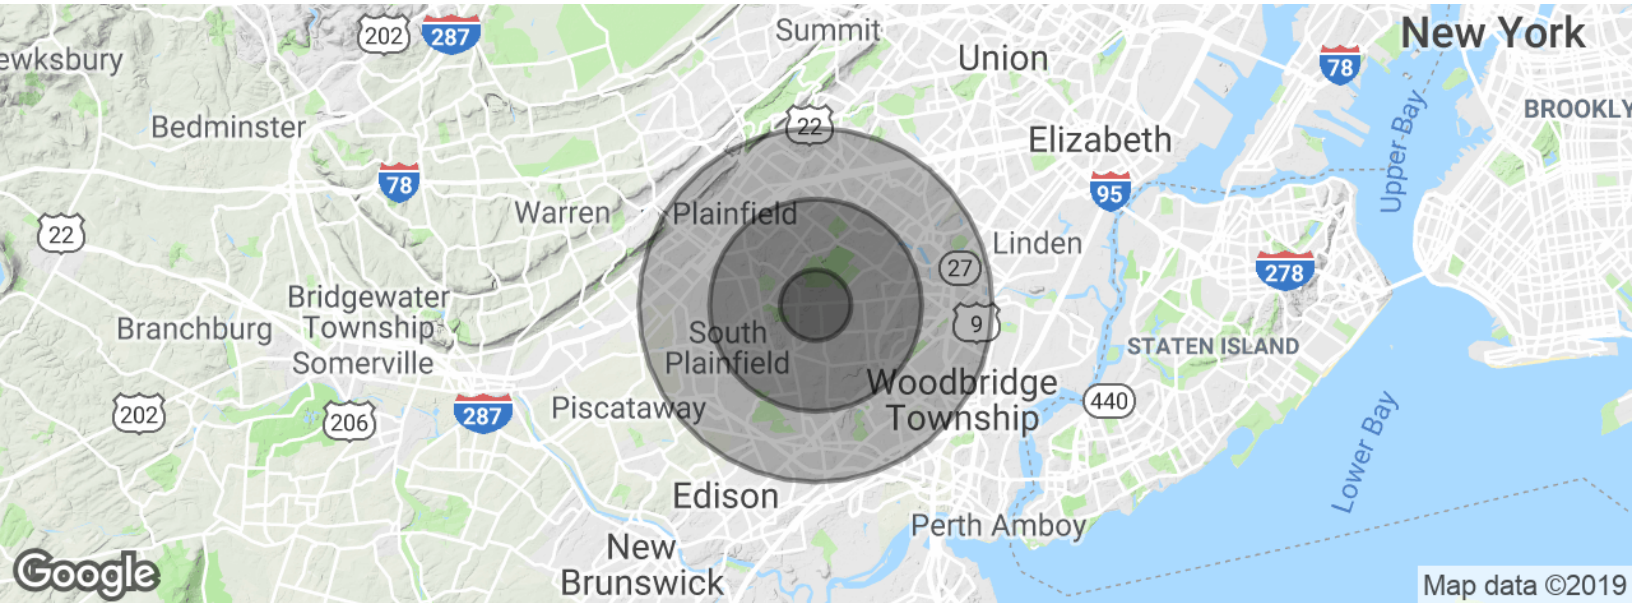 202
287
Summit
New York
ewksbury
Union
78
BROOKLY
22
Bedminster
Elizabeth
Upper Bay
78
95
Warren
Plainfield
22
Linden
27
278
Bridgewater
Township
Branchburg
South
Plainfield
9
STATEN ISLAND
Somerville
Woodbridge
Township
202
206
287
Piscataway
440
Lower Bay
Edison
Perth Amboy
New
Brunswick
Google
Map data ©2019